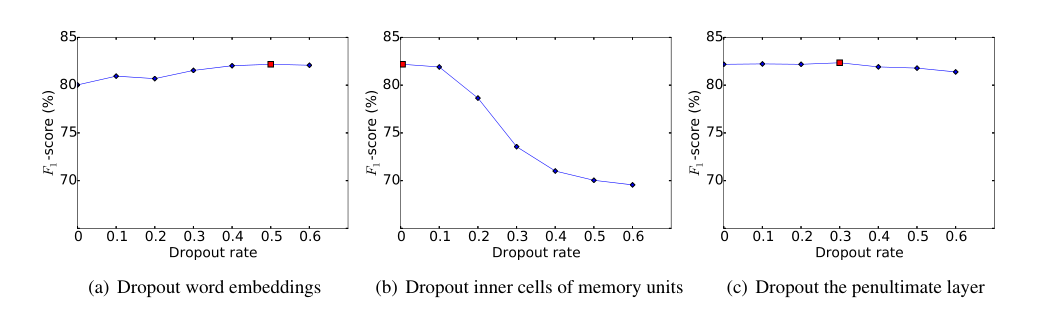 85
80
75
70
F1-score (%)
0 0.1 0.2 0.3 0.4 0.5 0.6
Dropout rate
(a) Dropout word embeddings
85
80
75
70
F1-score (%)
0 0.1 0.2 0.3 0.4 0.5 0.6
Dropout rate
(b) Dropout inner cells of memory units
85
80
75
70
F1-score (%)
0 0.1 0.2 0.3 0.4 0.5 0.6
Dropout rate
(c) Dropout the penultimate layer